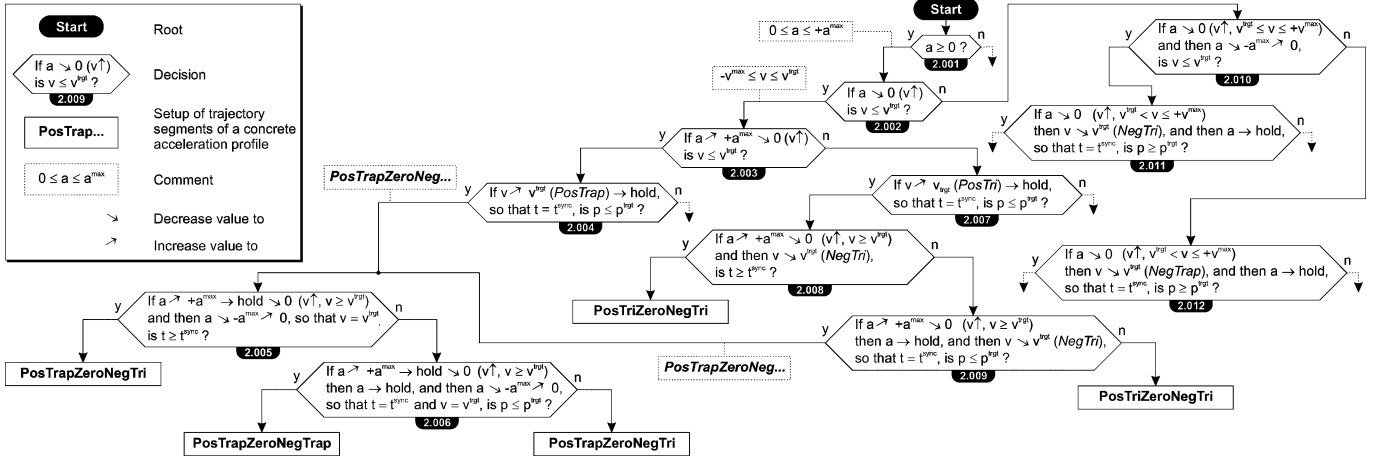 Start
Root
If a ↘ 0 (v↑)
is v ≤ v^trgt ?
2.009
Decision
PosTrap...
Setup of trajectory
segments of a concrete
acceleration profile
0 ≤ a ≤ a^max
Comment
↘ Decrease value to
↗ Increase value to
Start
0 ≤ a ≤ +a^max
y
a ≥ 0 ?
n
2.001
-v^max ≤ v ≤ v^trgt
y
If a ↘ 0 (v↑)
is v ≤ v^trgt ?
n
2.002
y
If a ↗ +a^max ↘ 0 (v↑)
is v ≤ v^trgt ?
n
2.003
PosTrapZeroNeg...
y
If v ↗ v^trgt (PosTrap) → hold,
so that t = t^sync, is p ≤ p^trgt ?
n
2.004
y
If a ↗ +a^max → hold ↘ 0 (v↑, v ≥ v^trgt)
and then a ↘ -a^max ↗ 0, so that v = v^trgt
is t ≥ t^sync ?
n
2.005
PosTrapZeroNegTri
y
If a ↗ +a^max → hold ↘ 0 (v↑, v ≥ v^trgt)
then a → hold, and then a ↘ -a^max ↗ 0,
so that t = t^sync and v = v^trgt, is p ≤ p^trgt ?
n
2.006
PosTrapZeroNegTrap
PosTrapZeroNegTri
y
If v ↗ v_trgt (PosTri) → hold,
so that t = t^sync, is p ≤ p^trgt ?
n
2.007
y
If a ↗ +a^max ↘ 0 (v↑, v ≥ v^trgt)
and then v ↘ v^trgt (NegTri),
is t ≥ t^sync ?
n
2.008
PosTriZeroNegTri
y
If a ↗ +a^max ↘ 0 (v↑, v ≥ v^trgt)
then a → hold, and then v ↘ v^trgt (NegTri),
so that t = t^sync, is p ≤ p^trgt ?
n
2.009
PosTrapZeroNeg...
PosTriZeroNegTri
y
If a ↘ 0 (v↑, v^trgt ≤ v ≤ +v^max)
and then a ↘ -a^max ↗ 0,
is v ≤ v^trgt ?
n
2.010
y
If a ↘ 0 (v↑, v^trgt < v ≤ +v^max)
then v ↘ v^trgt (NegTri), and then a → hold,
so that t = t^sync, is p ≥ p^trgt ?
n
2.011
y
If a ↘ 0 (v↑, v^trgt < v ≤ +v^max)
then v ↘ v^trgt (NegTrap), and then a → hold,
so that t = t^sync, is p ≥ p^trgt ?
n
2.012